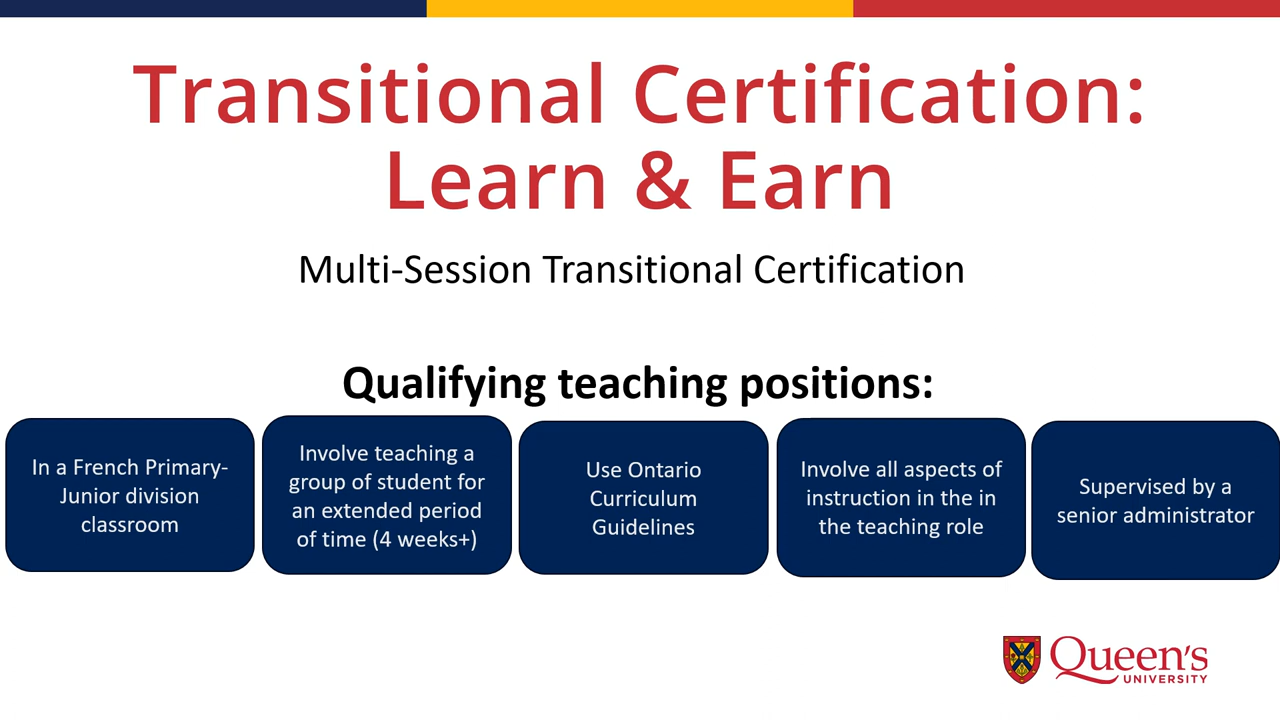 Transitional Certification:
Learn & Earn
Multi-Session Transitional Certification
Qualifying teaching positions:
In a French Primary-
Junior division
classroom
Involve teaching a
group of student for
an extended period
of time (4 weeks+)
Use Ontario
Curriculum
Guidelines
Involve all aspects of
instruction in the in
the teaching role
Supervised by a
senior administrator
Queen's
UNIVERSITY